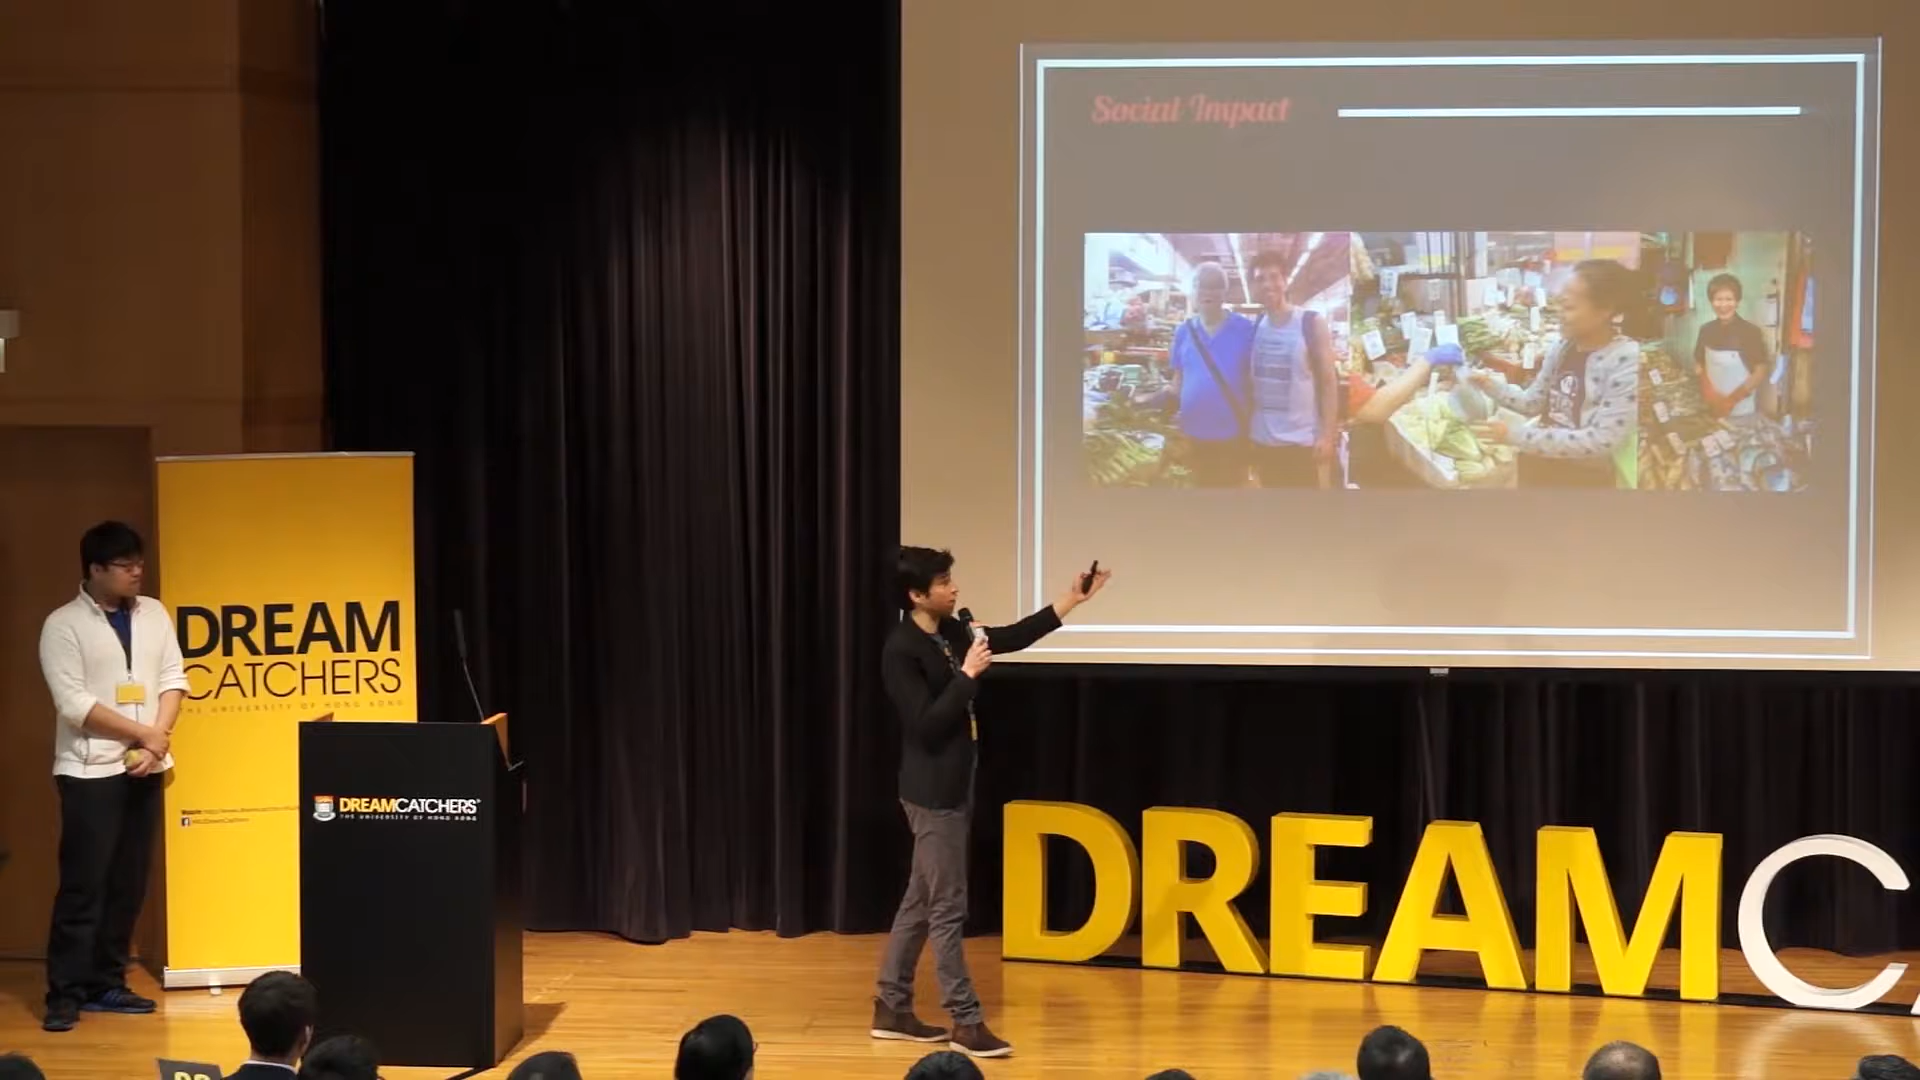 Social Impact
DREAM
CATCHERS
THE UNIVERSITY OF HONG KONG
DREAMCATCHERS
THE UNIVERSITY OF HONG KONG
DREAMC